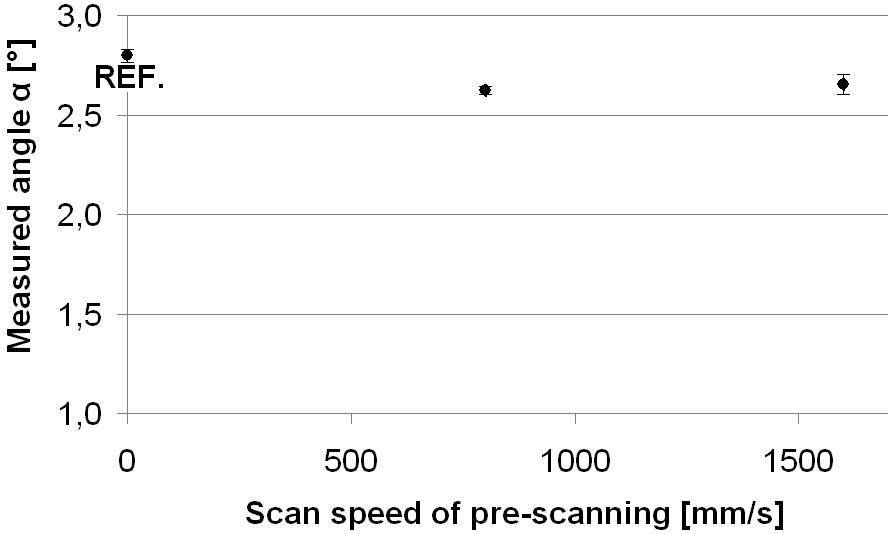 3,0
REF.
2,5
2,0
1,5
1,0
0 500 1000 1500
Scan speed of pre-scanning [mm/s]
Measured angle α [°]